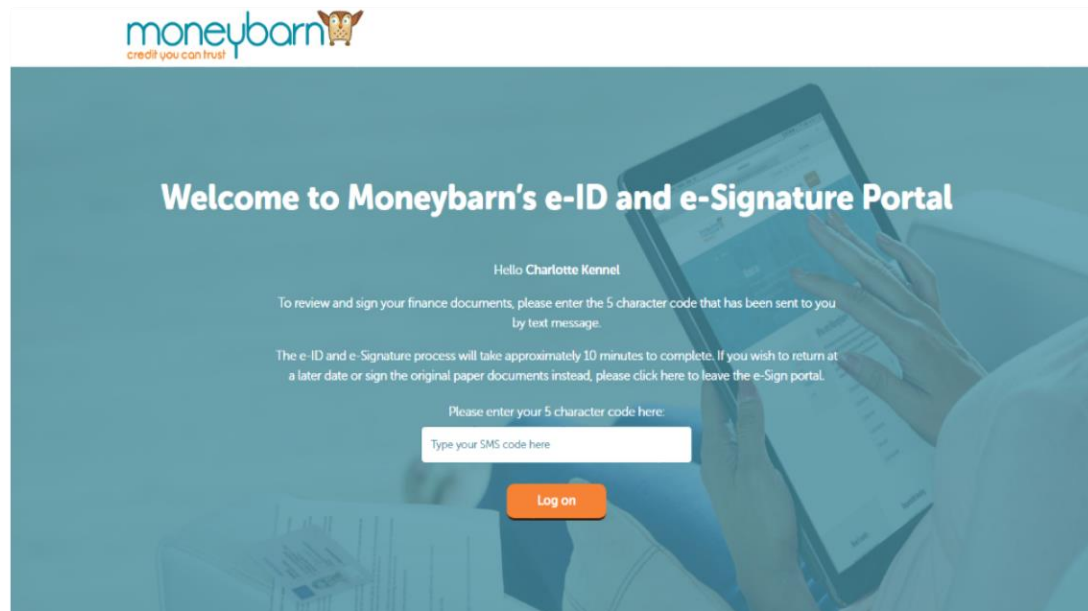 moneybarn
credit you can trust
Welcome to Moneybarn's e-ID and e-Signature Portal
Hello Charlotte Kennel
To review and sign your finance documents, please enter the 5 character code that has been sent to you
by text message.
The e-ID and e-Signature process will take approximately 10 minutes to complete. If you wish to return at
a later date or sign the original paper documents instead, please click here to leave the e-Sign portal.
Please enter your 5 character code here:
Type your SMS code here
Log on